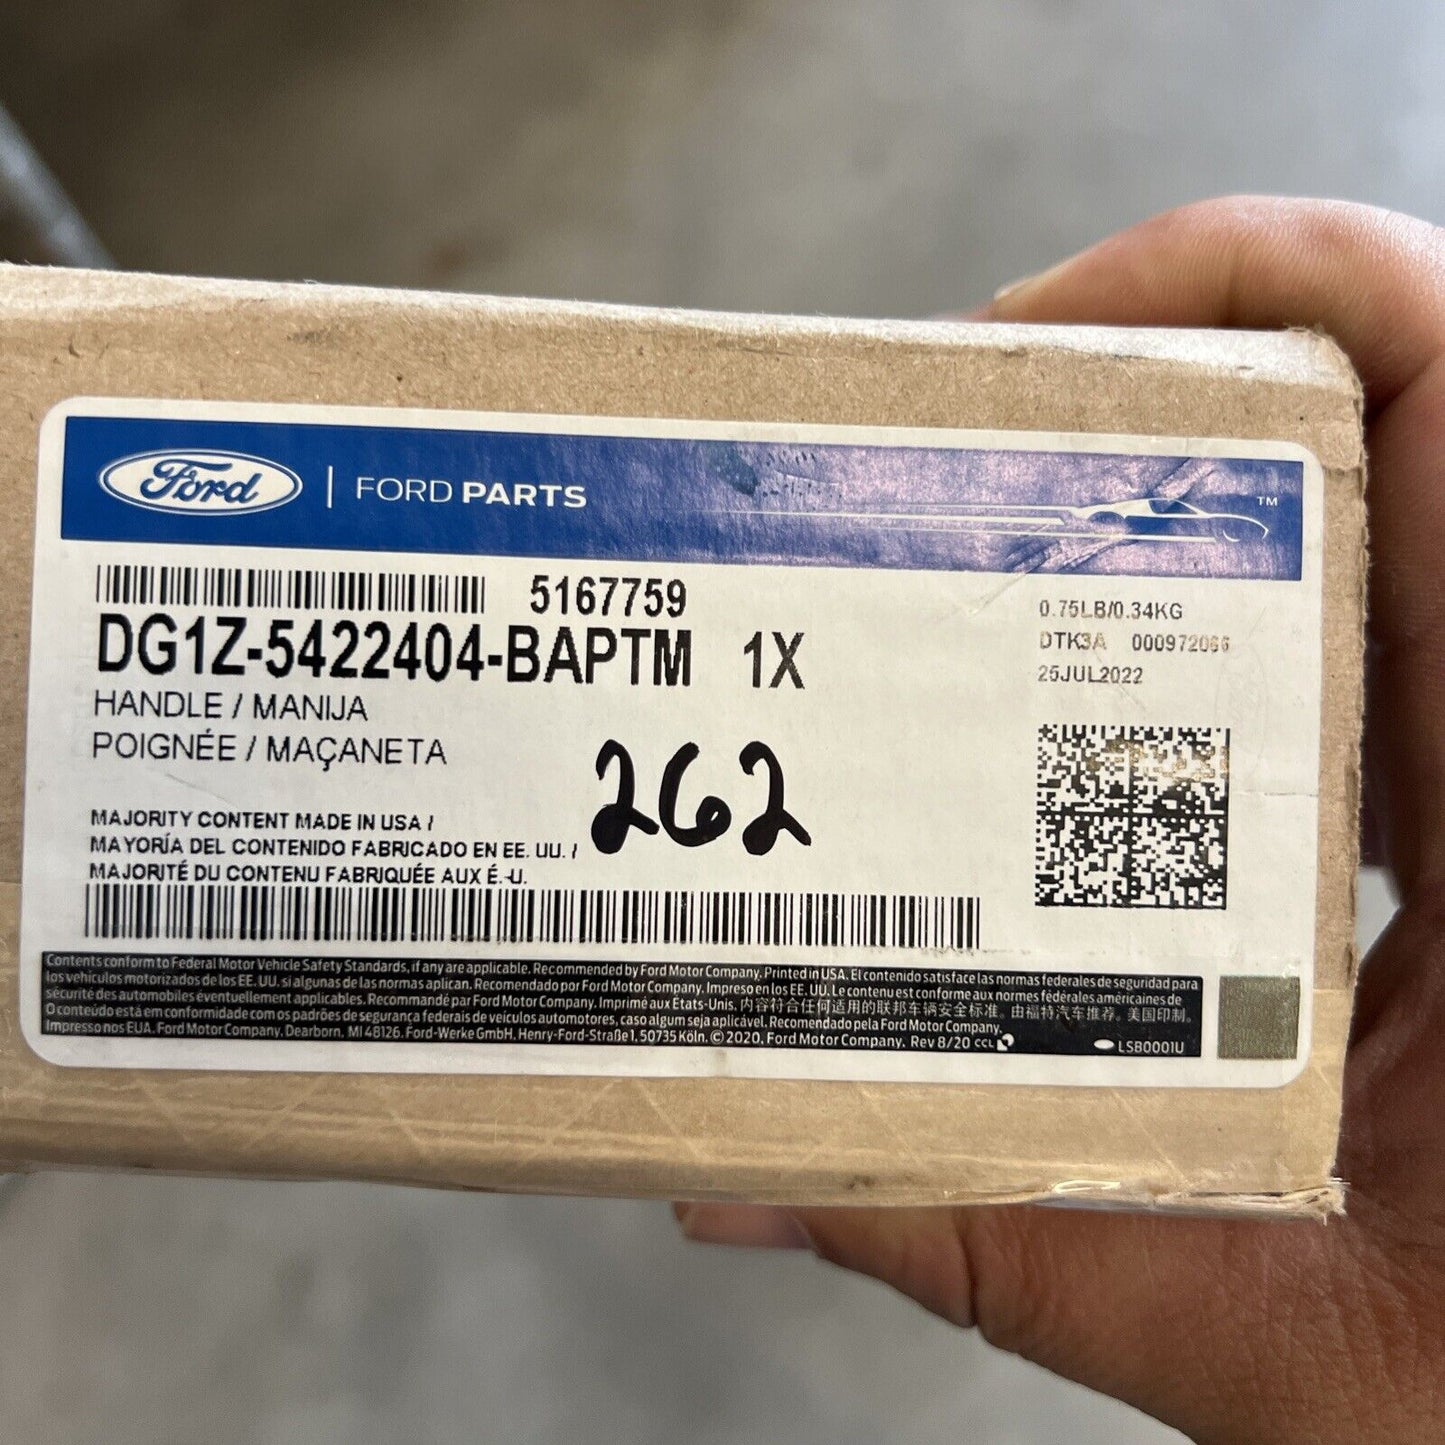 Ford | FORD PARTS ™
5167759
DG1Z-5422404-BAPTM 1X
HANDLE / MANIJA
POIGNÉE / MAÇANETA
0.75LB/0.34KG
DTK3A 000972066
25JUL2022
262
MAJORITY CONTENT MADE IN USA /
MAYORÍA DEL CONTENIDO FABRICADO EN EE. UU. /
MAJORITÉ DU CONTENU FABRIQUÉE AUX É.-U.
Contents conform to Federal Motor Vehicle Safety Standards, if any are applicable. Recommended by Ford Motor Company. Printed in USA. El contenido satisface las normas federales de seguridad para
los vehículos motorizados de los EE. UU. si algunas de las normas aplican. Recomendado por Ford Motor Company. Impreso en los EE. UU. Le contenu est conforme aux normes fédérales américaines de
sécurité des automobiles éventuellement applicables. Recommandé par Ford Motor Company. Imprimé aux États-Unis. 内容符合任何适用的联邦车辆安全标准。由福特汽车推荐。美国印制。
O conteúdo está em conformidade com os padrões de segurança federais de veículos automotores, caso algum seja aplicável. Recomendado pela Ford Motor Company.
Impresso nos EUA. Ford Motor Company, Dearborn, MI 48126. Ford-Werke GmbH, Henry-Ford-Straße 1, 50735 Köln. © 2020, Ford Motor Company. Rev 8/20 CCL
LSB0001U